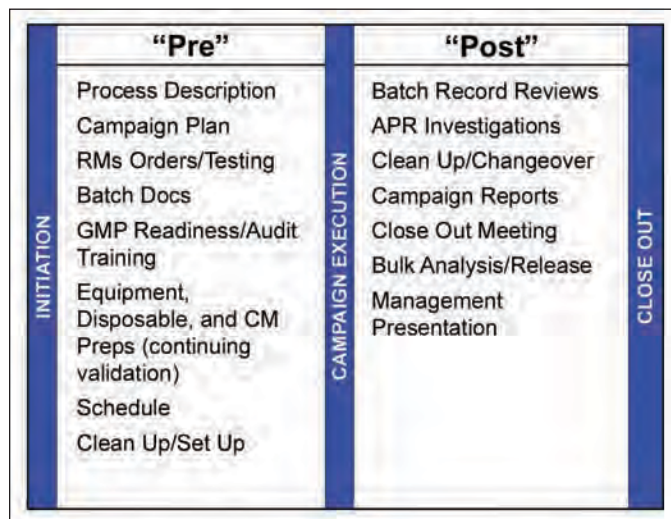 INITIATION
“Pre”
Process Description
Campaign Plan
RMs Orders/Testing
Batch Docs
GMP Readiness/Audit
Training
Equipment,
Disposable, and CM
Preps (continuing
validation)
Schedule
Clean Up/Set Up
CAMPAIGN EXECUTION
“Post”
Batch Record Reviews
APR Investigations
Clean Up/Changeover
Campaign Reports
Close Out Meeting
Bulk Analysis/Release
Management
Presentation
CLOSE OUT